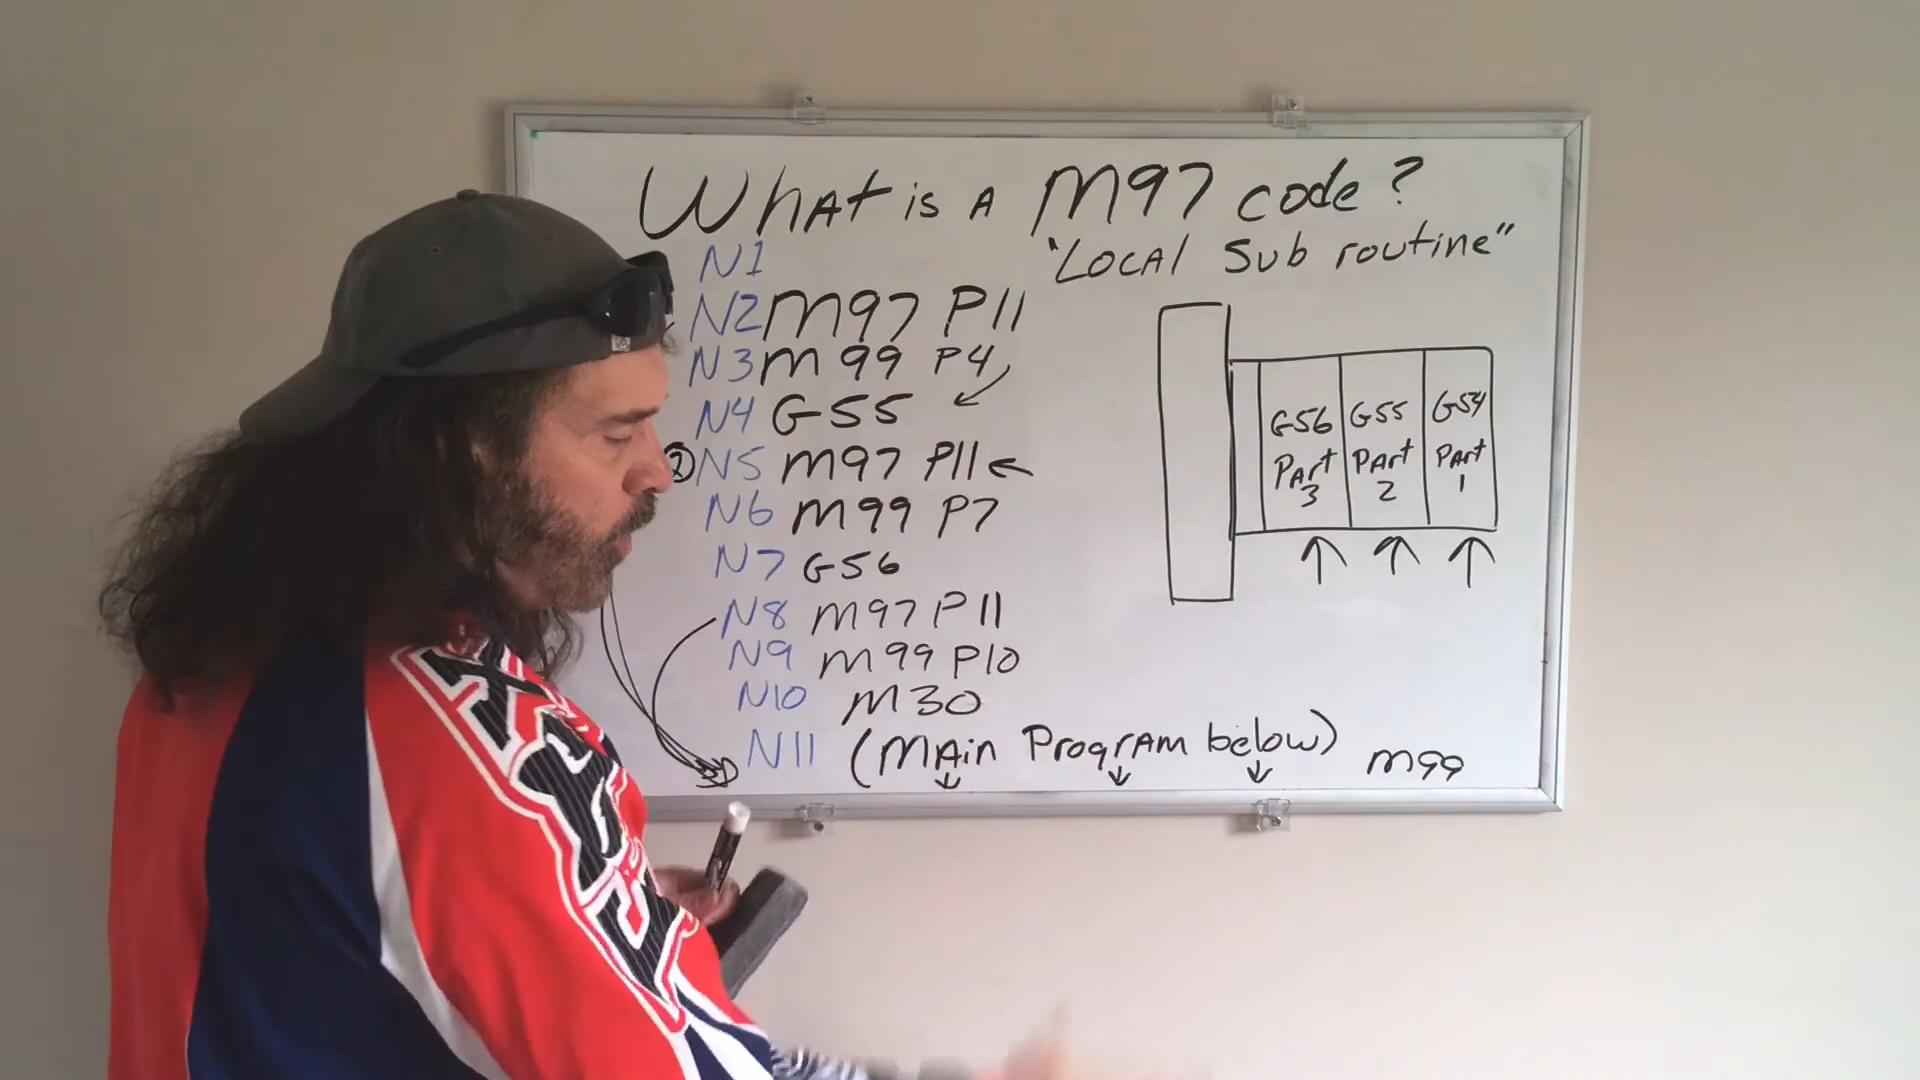 What is A M97 code?
"Local Sub routine"
N1
N2 M97 P11
N3 M99 P4
N4 G55
2 N5 M97 P11
N6 M99 P7
N7 G56
N8 M97 P11
N9 M99 P10
N10 M30
N11 (Main Program below) M99
G56 Part 3
G55 Part 2
G54 Part 1